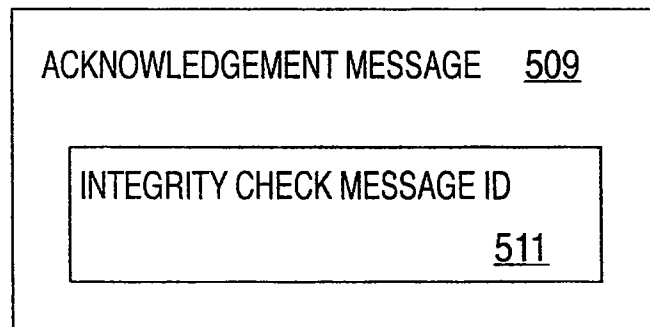 ACKNOWLEDGEMENT MESSAGE 509
INTEGRITY CHECK MESSAGE ID
511